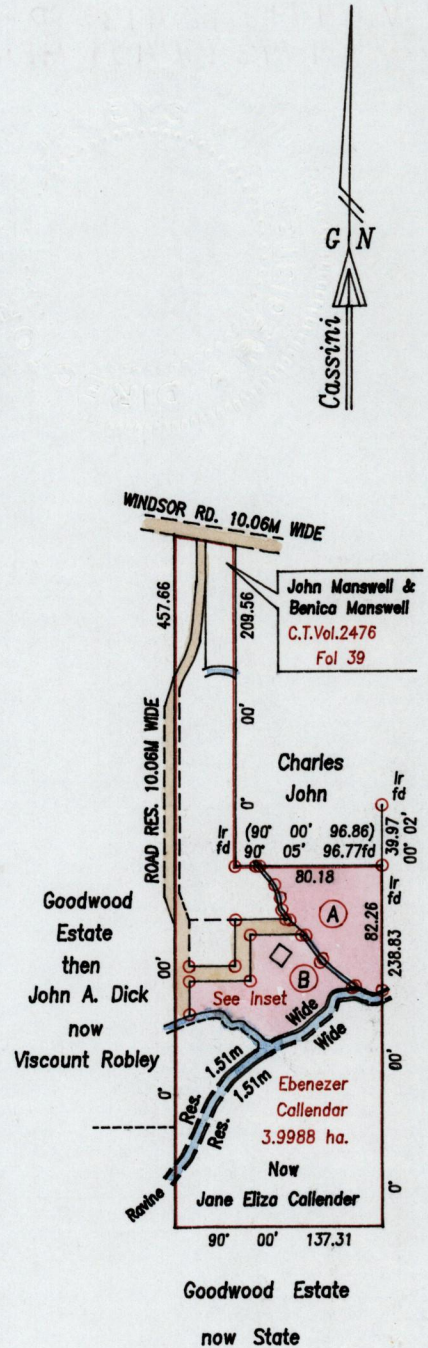 G N
Cassini
WINDSOR RD. 10.06M WIDE
457.66
209.56
John Manswell &
Benica Manswell
C.T.Vol.2476
Fol 39
ROAD RES. 10.06M WIDE
00'
0'
Charles
John
Ir
fd
39.97
00' 02'
Ir
fd
(90° 00' 96.86)
90° 05' 96.77fd
80.18
Ir
fd
A
82.26
238.83
Goodwood
Estate
then
John A. Dick
now
Viscount Robley
00'
0'
See Inset
B
Wide
Wide
1.51m
1.51m
Res.
Res.
Ravine
Ebenezer
Callendar
3.9988 ha.
Now
Jane Eliza Callender
00'
0'
90° 00' 137.31
Goodwood Estate
now State